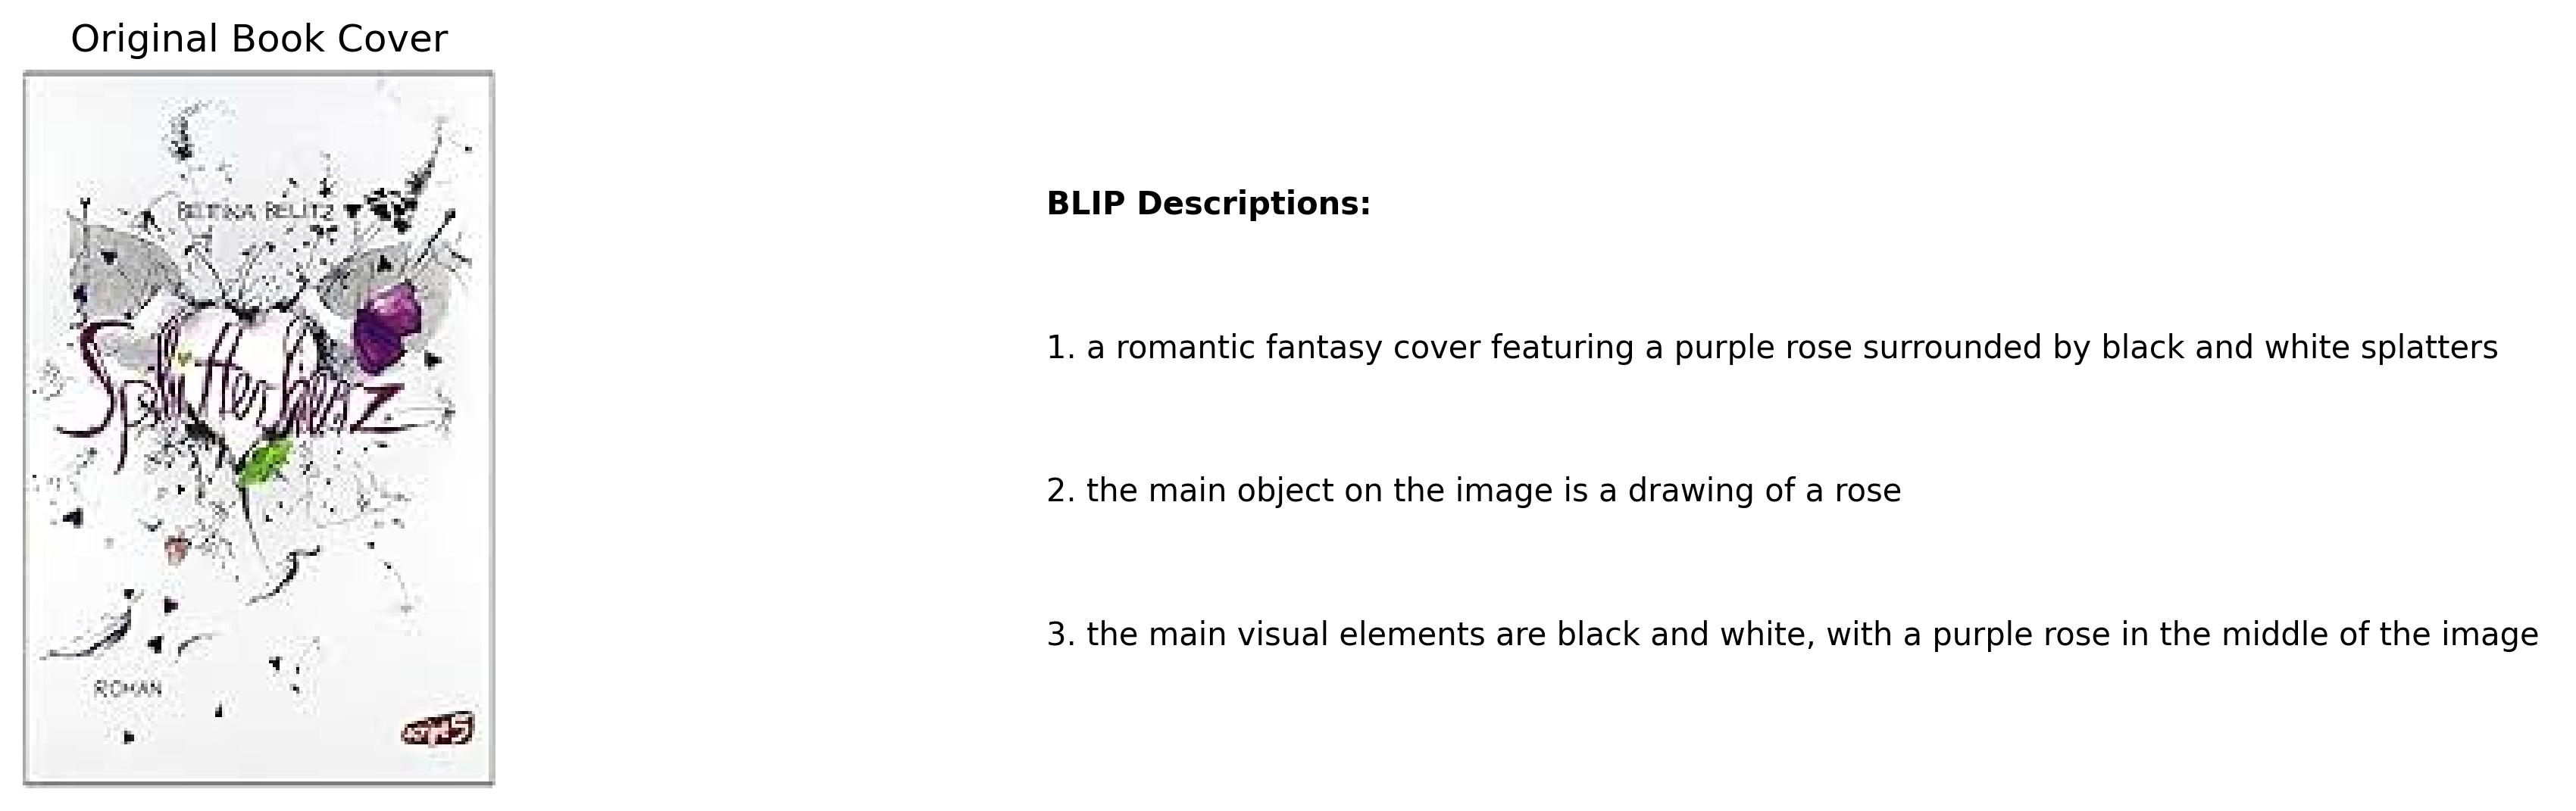 Original Book Cover
BETTINA BELITZ
Splitterherz
ROMAN
script5
BLIP Descriptions:
1. a romantic fantasy cover featuring a purple rose surrounded by black and white splatters
2. the main object on the image is a drawing of a rose
3. the main visual elements are black and white, with a purple rose in the middle of the image